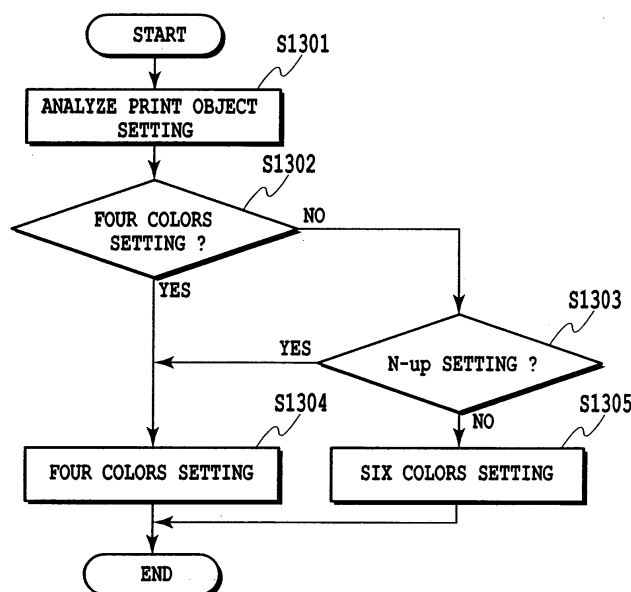 START
S1301
ANALYZE PRINT OBJECT
SETTING
S1302
FOUR COLORS
SETTING ?
NO
YES
S1303
YES
N-up SETTING ?
NO
S1304
S1305
FOUR COLORS SETTING
SIX COLORS SETTING
END